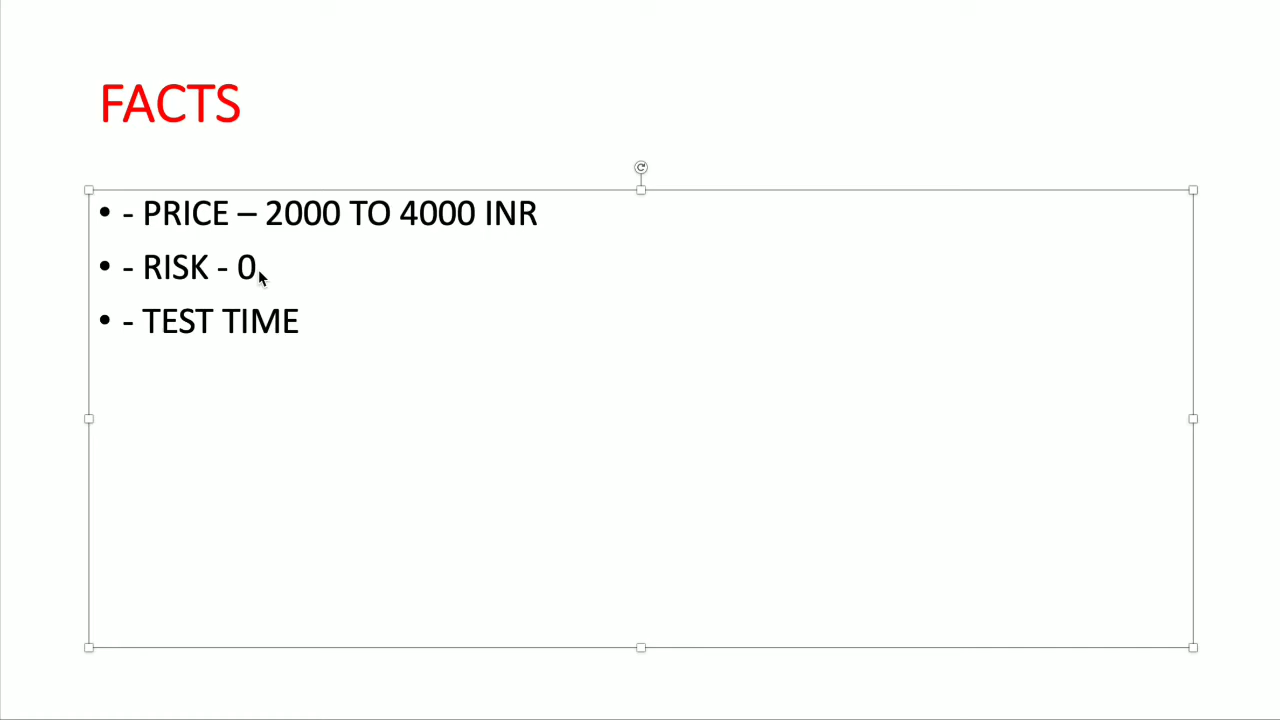 FACTS
• - PRICE – 2000 TO 4000 INR
• - RISK - 0
• - TEST TIME